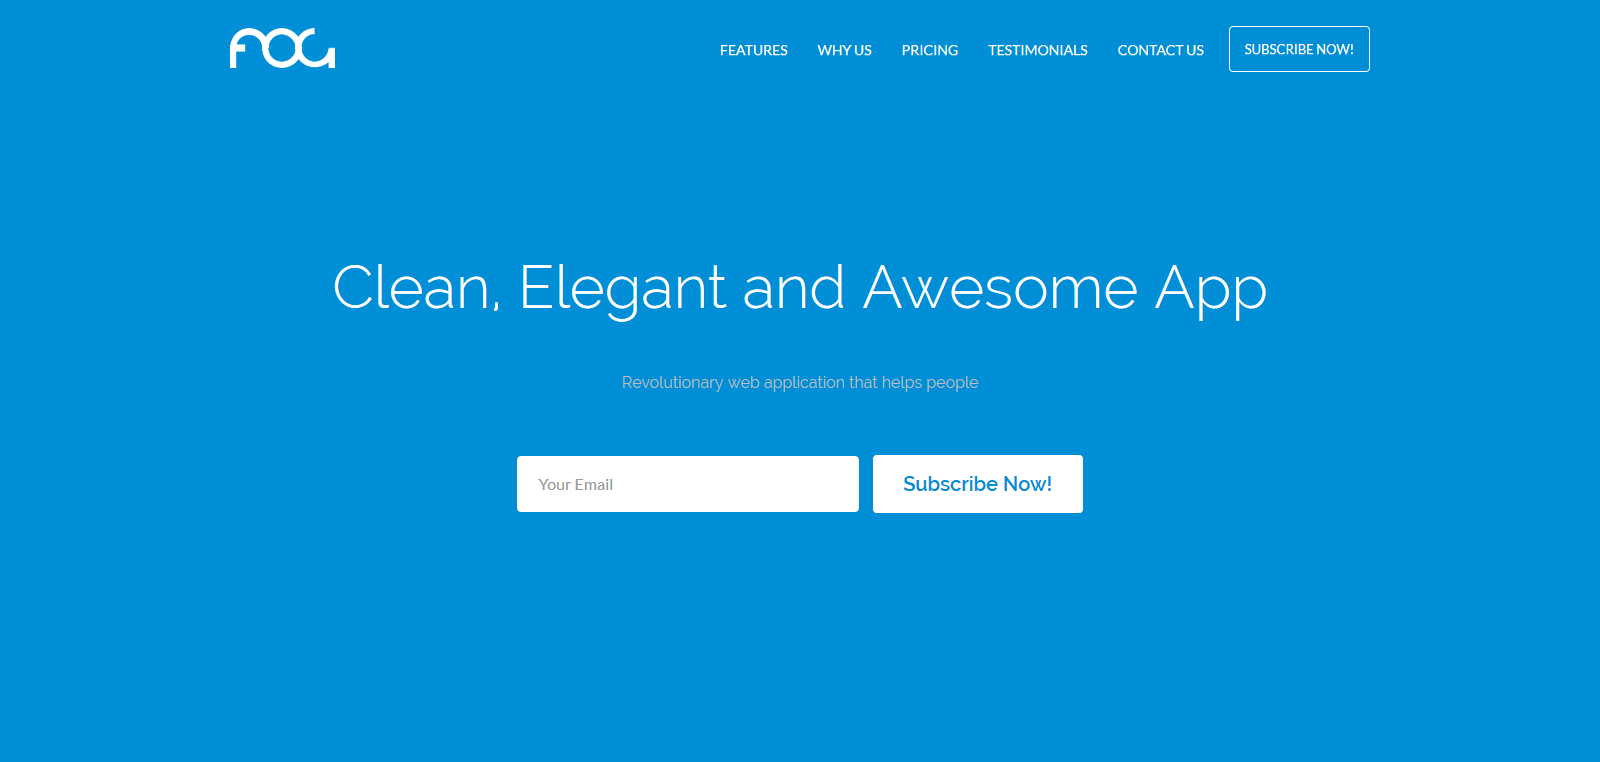 FOG
FEATURES WHY US PRICING TESTIMONIALS CONTACT US SUBSCRIBE NOW!
Clean, Elegant and Awesome App
Revolutionary web application that helps people
Your Email Subscribe Now!